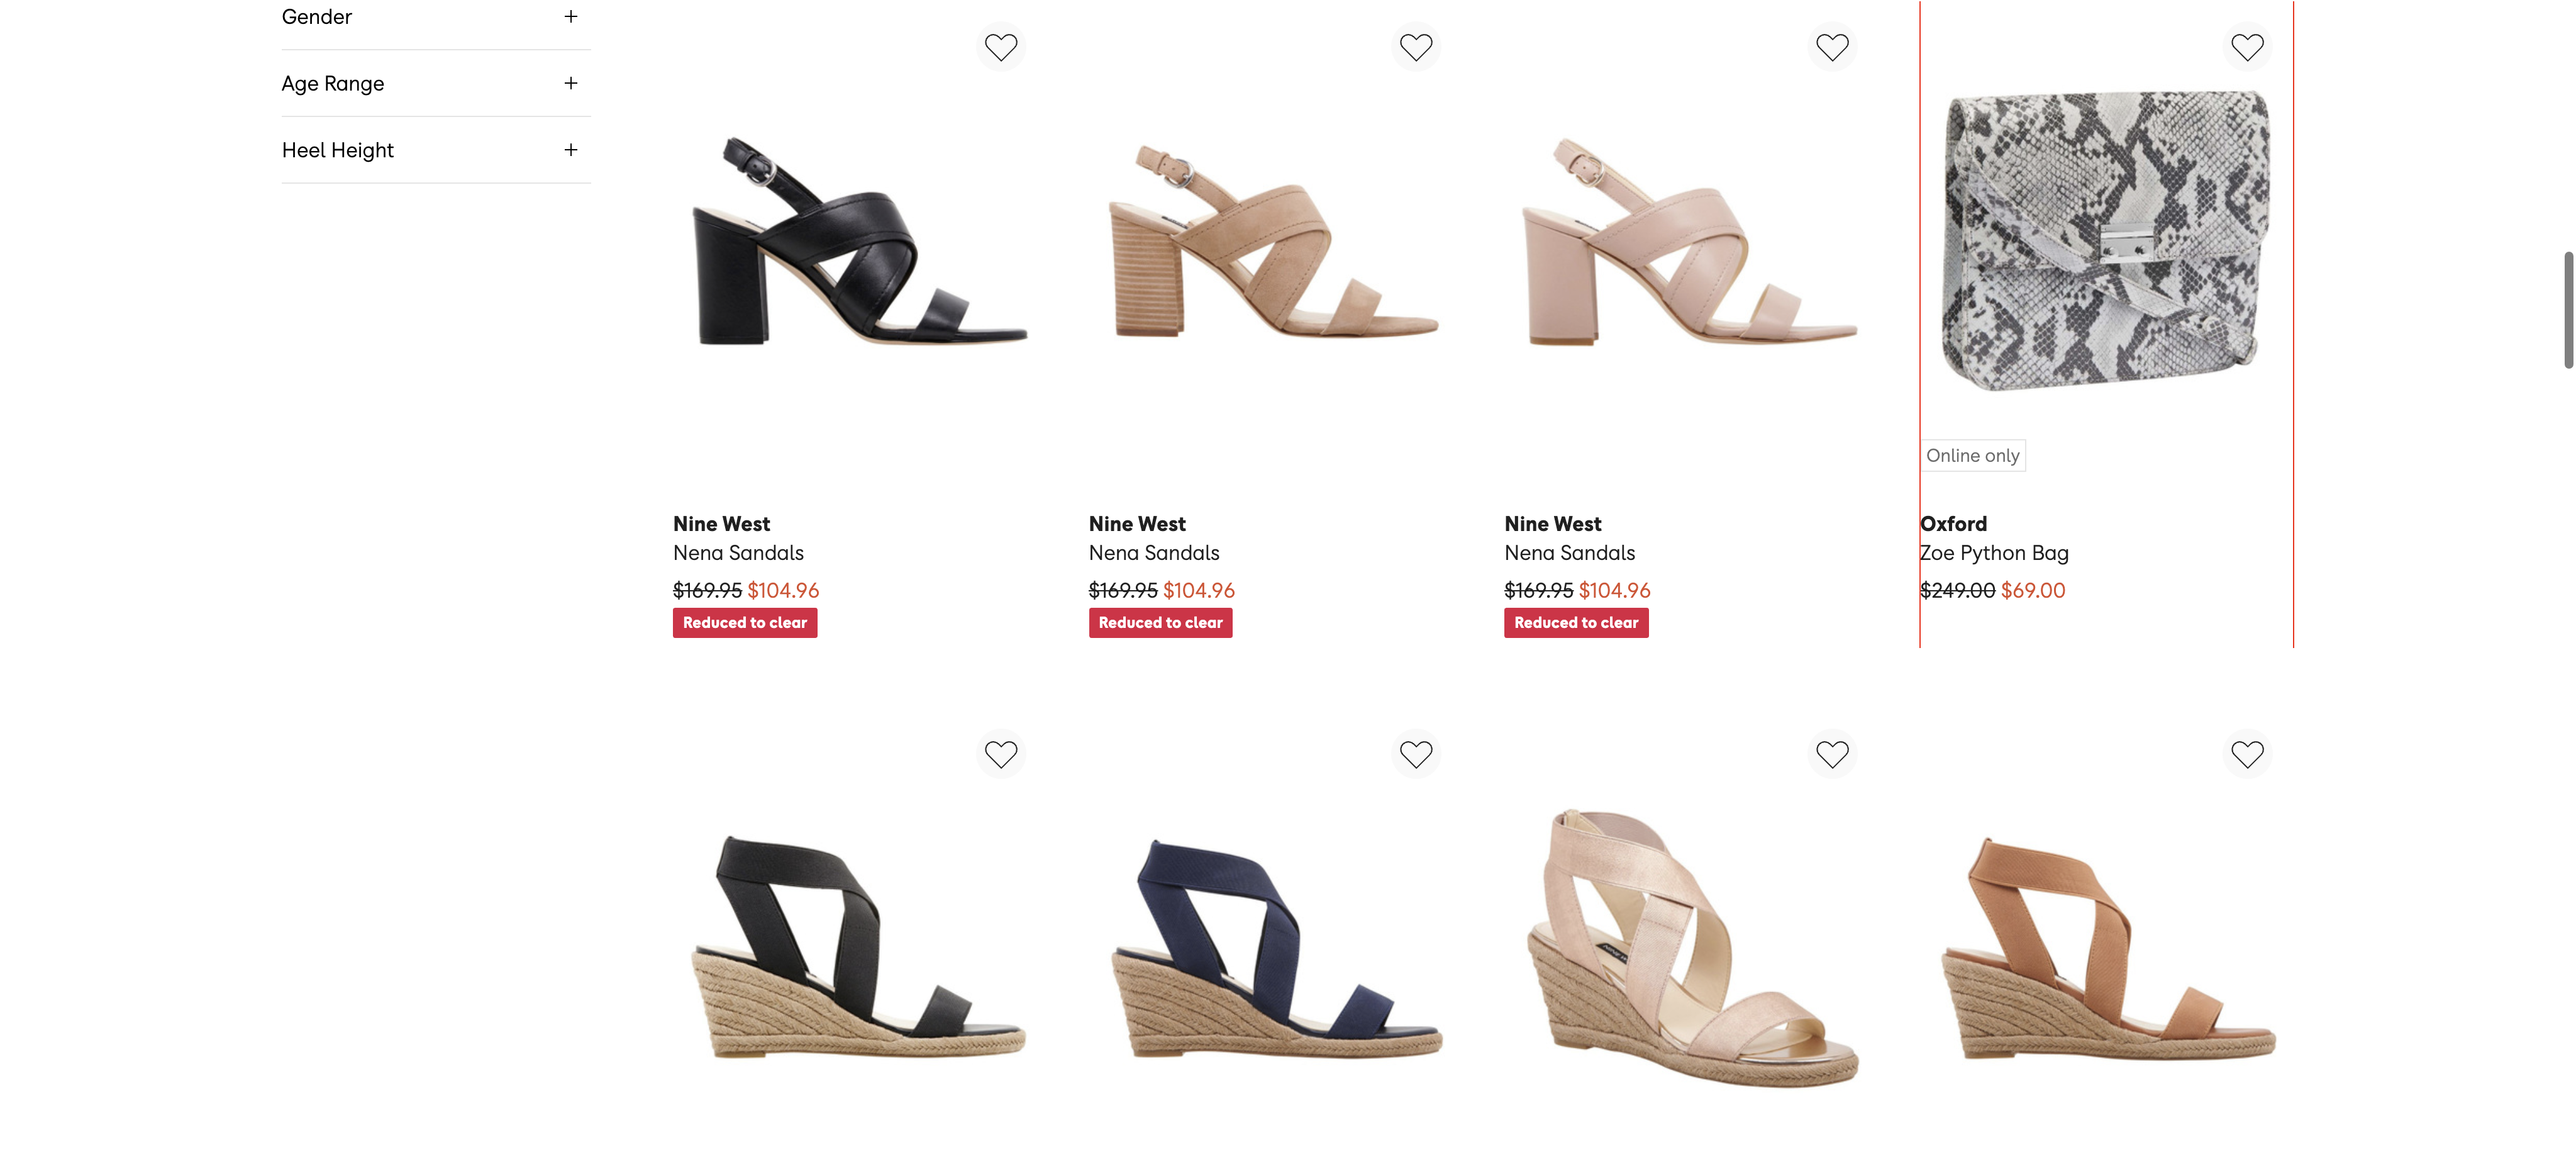 Gender +
Age Range +
Heel Height +
Online only
Nine West
Nena Sandals
$169.95 $104.96
Reduced to clear
Nine West
Nena Sandals
$169.95 $104.96
Reduced to clear
Nine West
Nena Sandals
$169.95 $104.96
Reduced to clear
Oxford
Zoe Python Bag
$249.00 $69.00